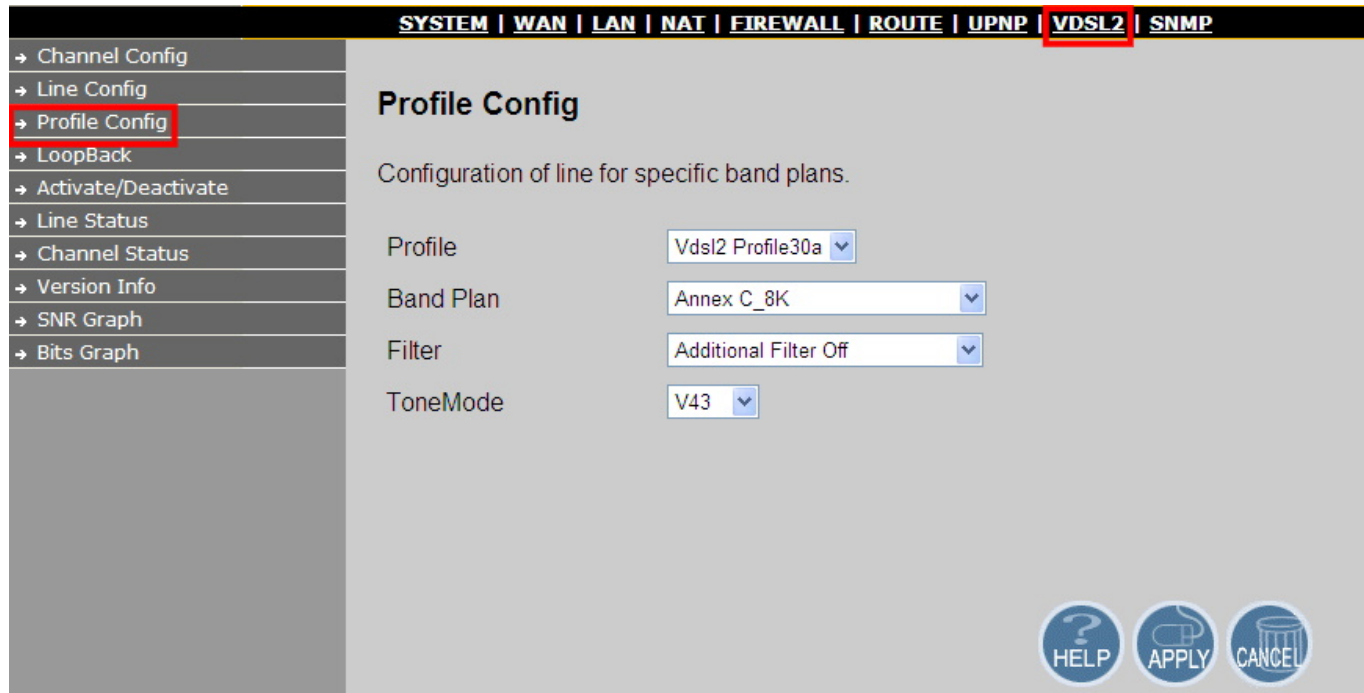 SYSTEM | WAN | LAN | NAT | FIREWALL | ROUTE | UPNP | VDSL2 | SNMP
→ Channel Config
→ Line Config
→ Profile Config
→ LoopBack
→ Activate/Deactivate
→ Line Status
→ Channel Status
→ Version Info
→ SNR Graph
→ Bits Graph
Profile Config
Configuration of line for specific band plans.
Profile Vdsl2 Profile30a
Band Plan Annex C_8K
Filter Additional Filter Off
ToneMode V43
HELP APPLY CANCEL